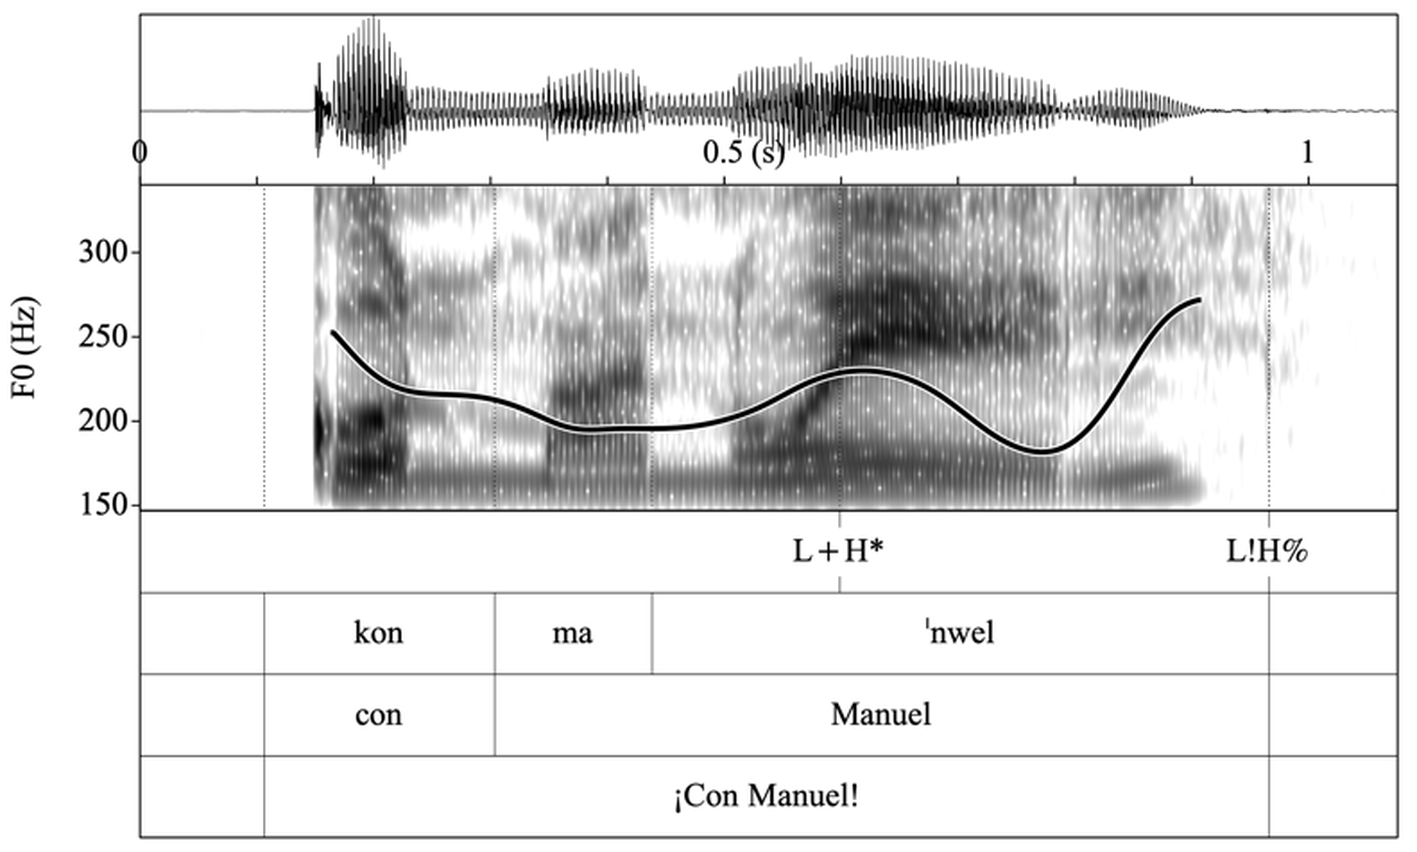 0 0.5 (s) 1
300
250
200
150
F0 (Hz)
L+H* L!H%
kon ma ˈnwel
con Manuel
¡Con Manuel!